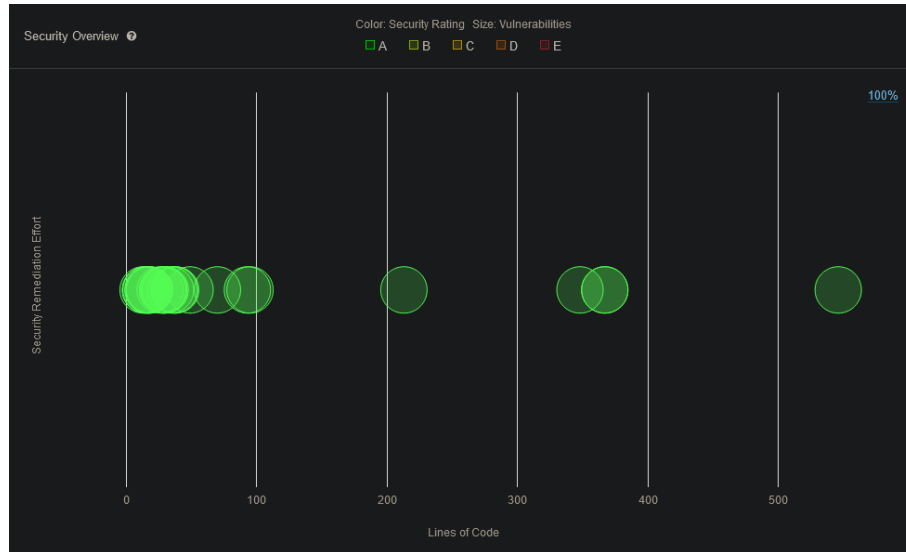 Security Overview ?
Color: Security Rating Size: Vulnerabilities
A B C D E
100%
Security Remediation Effort
0 100 200 300 400 500
Lines of Code